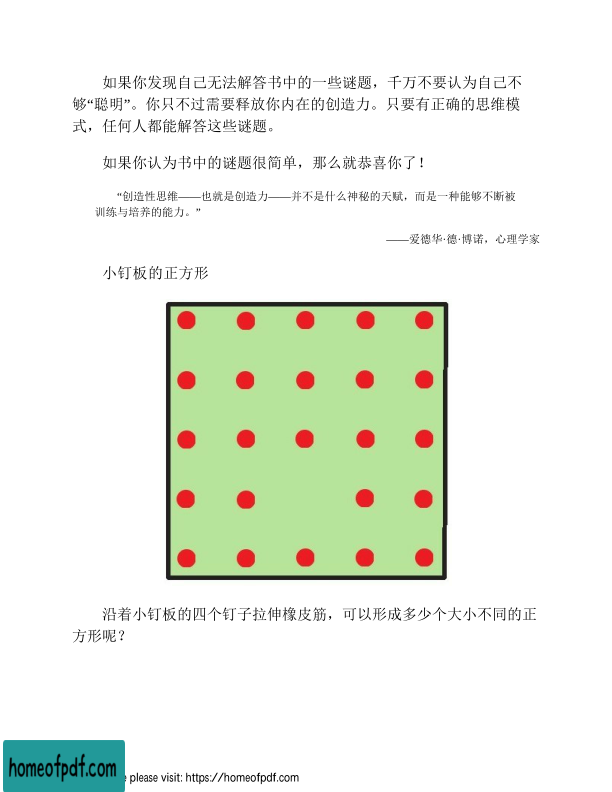 如果你发现自己无法解答书中的一些谜题，千万不要认为自己不
够“聪明”。你只不过需要释放你内在的创造力。只要有正确的思维模
式，任何人都能解答这些谜题。
如果你认为书中的谜题很简单，那么就恭喜你了！
“创造性思维——也就是创造力——并不是什么神秘的天赋，而是一种能够不断被
训练与培养的能力。”
——爱德华·德·博诺，心理学家
小钉板的正方形
沿着小钉板的四个钉子拉伸橡皮筋，可以形成多少个大小不同的正
方形呢？
homeofpdf.com
e please visit: https://homeofpdf.com